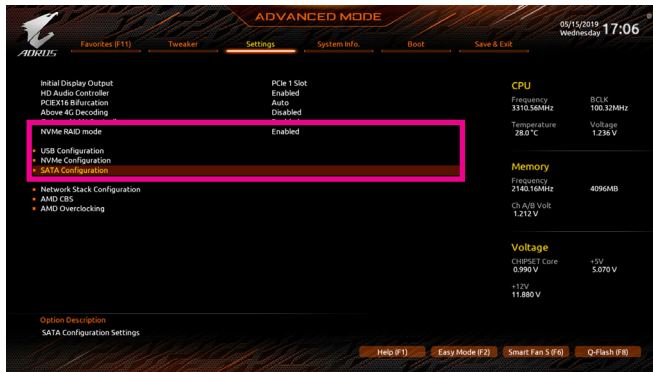 ADVANCED MODE
05/15/2019 Wednesday 17:06
AORUS
Favorites (F11) Tweaker Settings System Info. Boot Save & Exit
Initial Display Output PCIe 1 Slot
HD Audio Controller Enabled
PCIEX16 Bifurcation Auto
Above 4G Decoding Disabled
NVMe RAID mode Enabled
USB Configuration
NVMe Configuration
SATA Configuration
Network Stack Configuration
AMD CBS
AMD Overclocking
CPU
Frequency BCLK
3310.56MHz 100.32MHz
Temperature Voltage
28.0 °C 1.236 V
Memory
Frequency
2140.16MHz 4096MB
Ch A/B Volt
1.212 V
Voltage
CHIPSET Core +5V
0.990 V 5.070 V
+12V
11.880 V
Option Description
SATA Configuration Settings
Help (F1) Easy Mode (F2) Smart Fan 5 (F6) Q-Flash (F8)